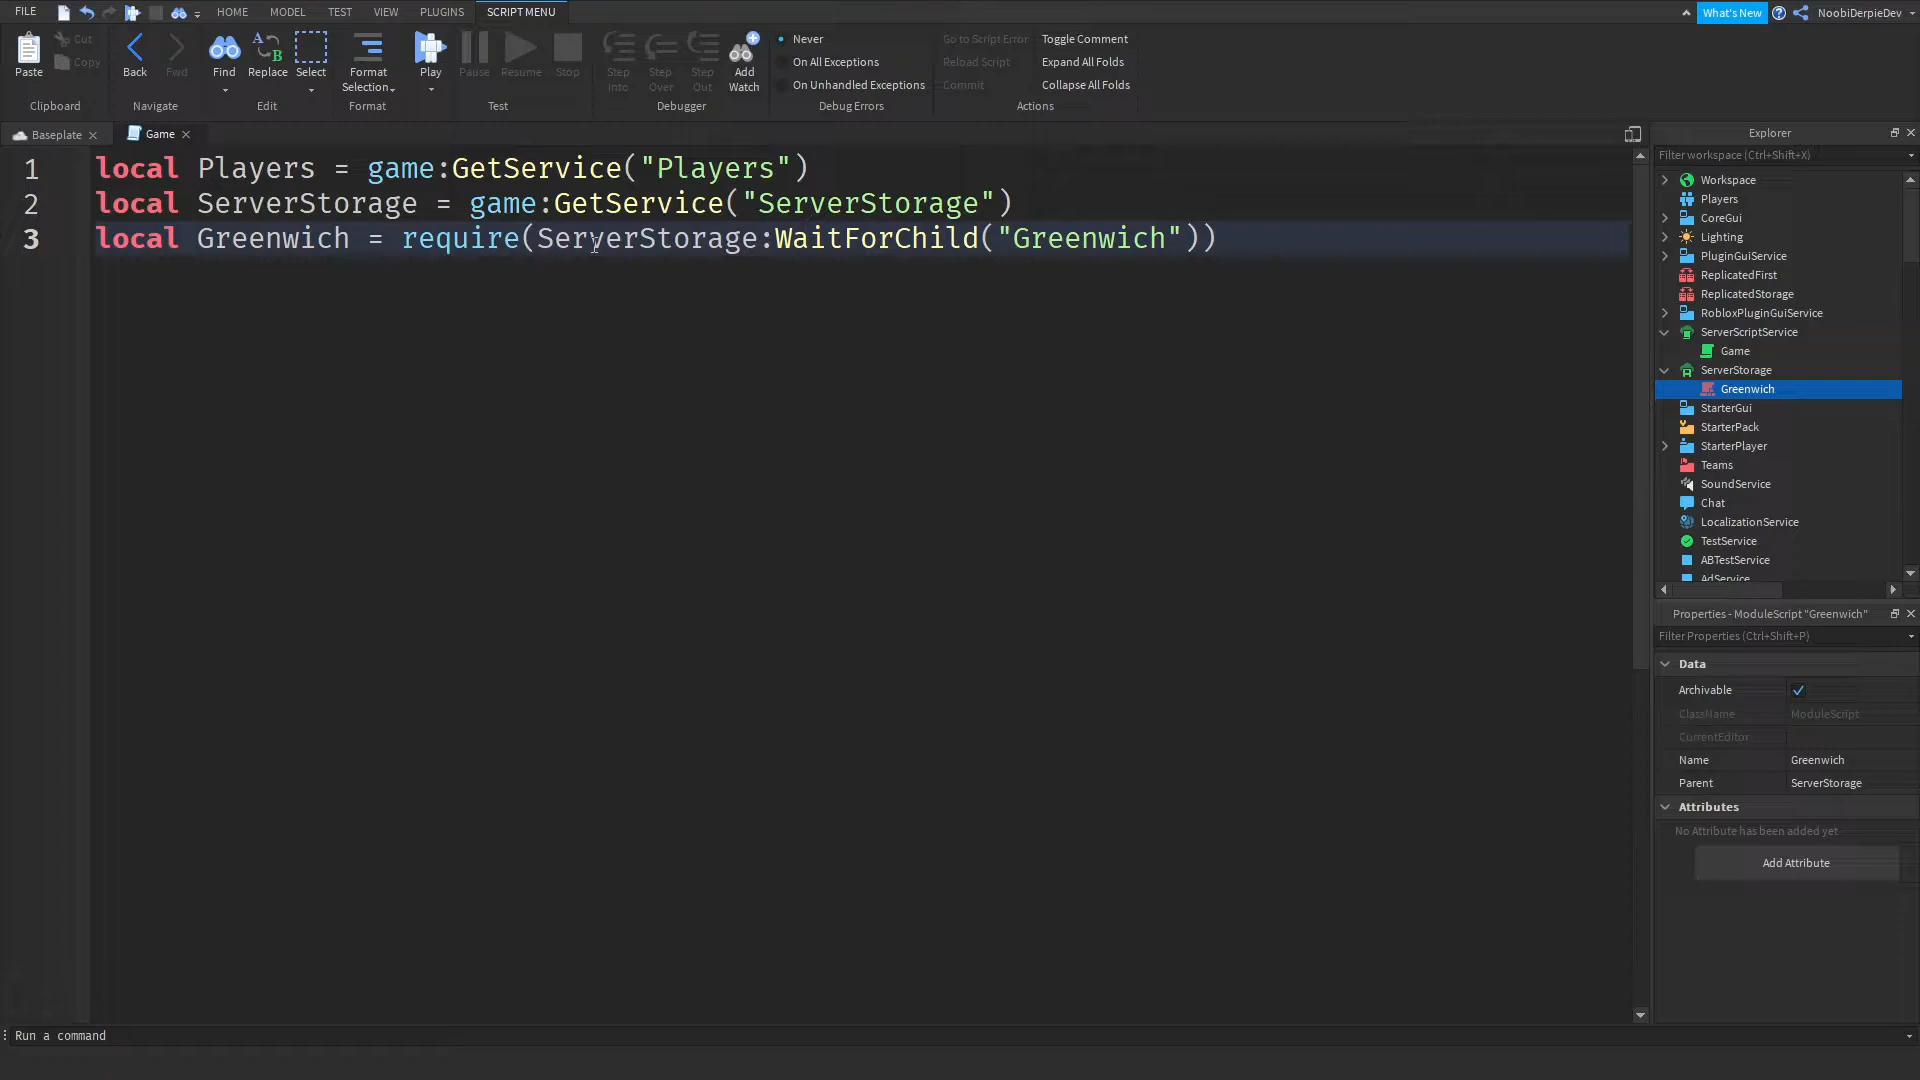 FILE HOME MODEL TEST VIEW PLUGINS SCRIPT MENU What's New NoobiDerpieDev
Paste Cut Copy Back Fwd Find Replace Select Format Selection Play Pause Resume Stop Step Into Step Over Step Out Add Watch
Never Go to Script Error Toggle Comment
On All Exceptions Reload Script Expand All Folds
On Unhandled Exceptions Commit Collapse All Folds
Clipboard Navigate Edit Format Test Debugger Debug Errors Actions
Baseplate Game
1 local Players = game:GetService("Players")
2 local ServerStorage = game:GetService("ServerStorage")
3 local Greenwich = require(ServerStorage:WaitForChild("Greenwich"))
Explorer
Filter workspace (Ctrl+Shift+X)
Workspace
Players
CoreGui
Lighting
PluginGuiService
ReplicatedFirst
ReplicatedStorage
RobloxPluginGuiService
ServerScriptService
Game
ServerStorage
Greenwich
StarterGui
StarterPack
StarterPlayer
Teams
SoundService
Chat
LocalizationService
TestService
ABTestService
AdService
Properties - ModuleScript "Greenwich"
Filter Properties (Ctrl+Shift+P)
Data
Archivable
ClassName ModuleScript
CurrentEditor
Name Greenwich
Parent ServerStorage
Attributes
No Attribute has been added yet
Add Attribute
Run a command